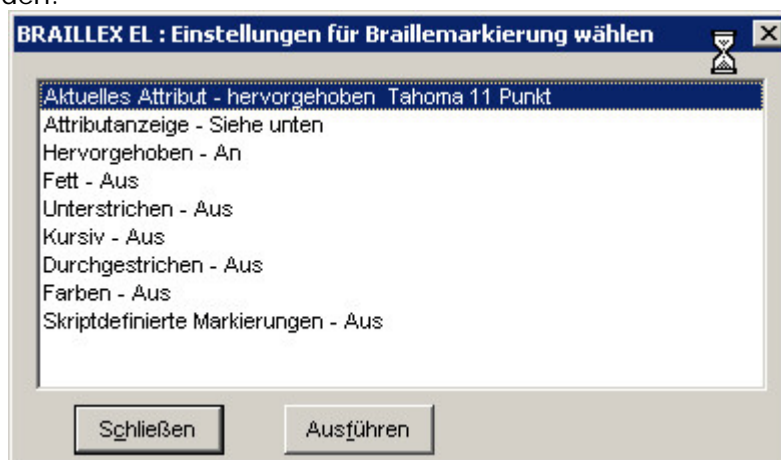 den.
BRAILLEX EL : Einstellungen für Braillemarkierung wählen
Aktuelles Attribut - hervorgehoben Tahoma 11 Punkt
Attributanzeige - Siehe unten
Hervorgehoben - An
Fett - Aus
Unterstrichen - Aus
Kursiv - Aus
Durchgestrichen - Aus
Farben - Aus
Skriptdefinierte Markierungen - Aus
Schließen Ausführen